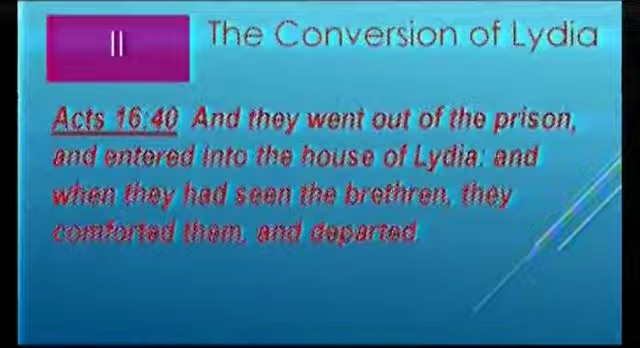 II
The Conversion of Lydia
Acts 16:40 And they went out of the prison,
and entered into the house of Lydia: and
when they had seen the brethren, they
comforted them, and departed.